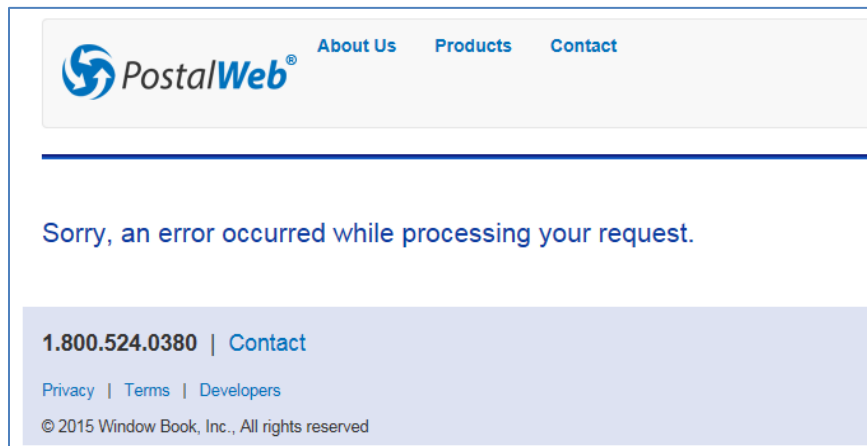 PostalWeb® About Us Products Contact
Sorry, an error occurred while processing your request.
1.800.524.0380 | Contact
Privacy | Terms | Developers
© 2015 Window Book, Inc., All rights reserved